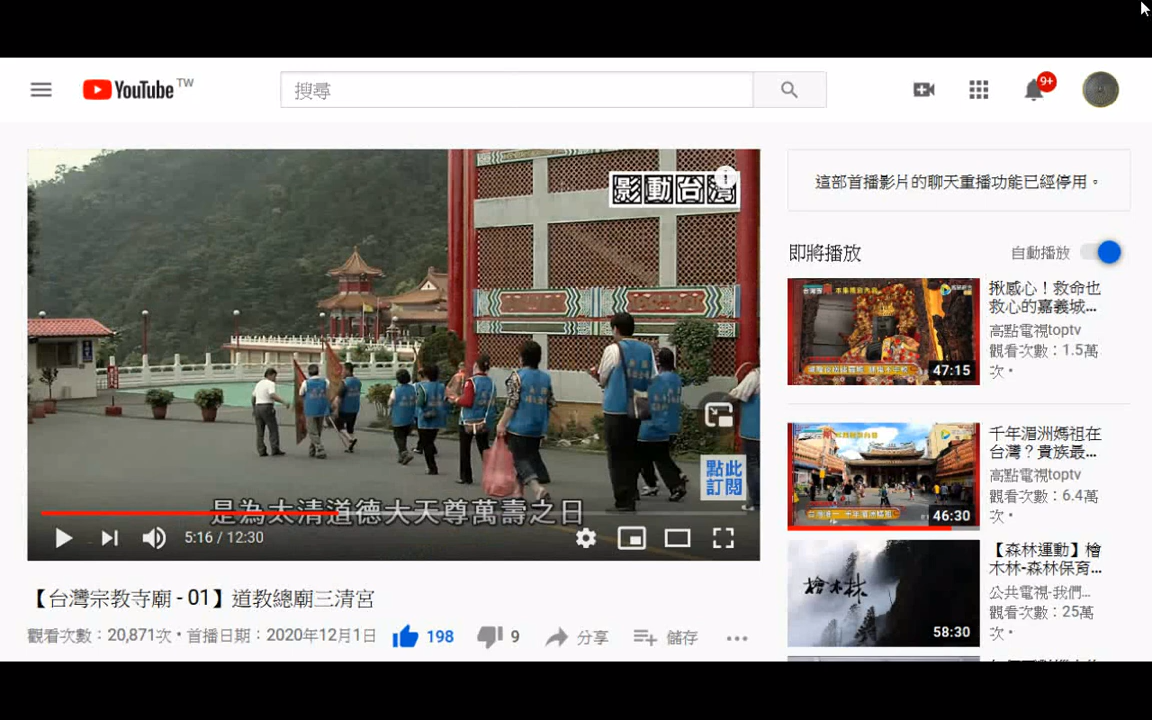 YouTube TW
搜尋
9+
影動台灣
點此
訂閱
是為太清道德大天尊萬壽之日
5:16 / 12:30
【台灣宗教寺廟 - 01】道教總廟三清宮
觀看次數：20,871次 • 首播日期：2020年12月1日
198
9
分享
儲存
這部首播影片的聊天重播功能已經停用。
即將播放
自動播放
47:15
揪感心！救命也
救心的嘉義城...
高點電視toptv
觀看次數：1.5萬
次 •
46:30
千年湄洲媽祖在
台灣？貴族最...
高點電視toptv
觀看次數：6.4萬
次 •
檜木林
58:30
【森林運動】檜
木林-森林保育...
公共電視-我們...
觀看次數：25萬
次 •